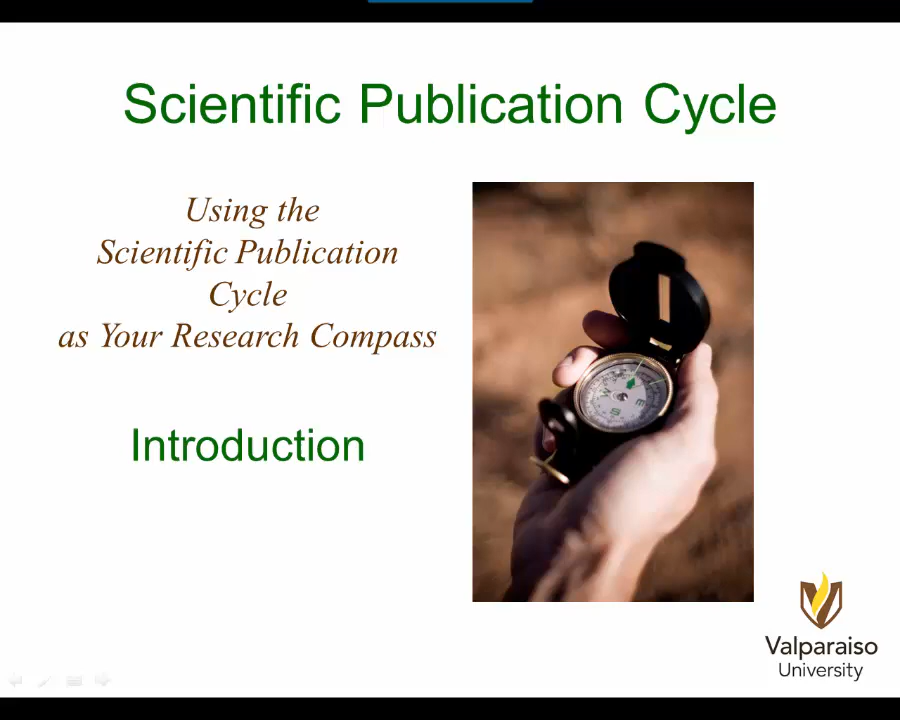 Scientific Publication Cycle
Using the
Scientific Publication
Cycle
as Your Research Compass
Introduction
Valparaiso
University